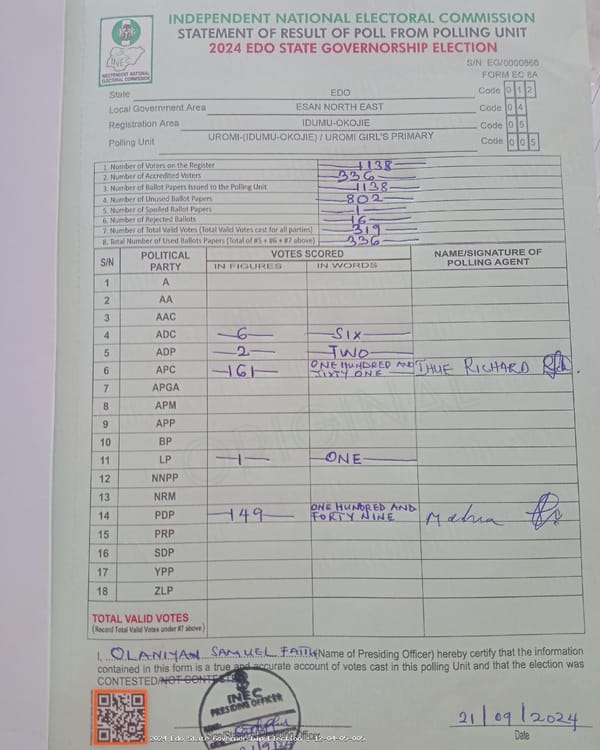 INDEPENDENT NATIONAL ELECTORAL COMMISSION
STATEMENT OF RESULT OF POLL FROM POLLING UNIT
2024 EDO STATE GOVERNORSHIP ELECTION
INEC
INDEPENDENT NATIONAL ELECTORAL COMMISSION
S/N: EG/0000666
FORM EC 8A
State EDO Code 0 1 2
Local Government Area ESAN NORTH EAST Code 0 4
Registration Area IDUMU-OKOJIE Code 0 5
Polling Unit UROMI-(IDUMU-OKOJIE) / UROMI GIRL'S PRIMARY Code 0 0 5
1. Number of Voters on the Register 1138
2. Number of Accredited Voters 336
3. Number of Ballot Papers Issued to the Polling Unit 1138
4. Number of Unused Ballot Papers 802
5. Number of Spoiled Ballot Papers 1
6. Number of Rejected Ballots 16
7. Number of Total Valid Votes (Total Valid Votes cast for all parties) 319
8. Total Number of Used Ballots Papers (Total of #5 + #6 + #7 above) 336
S/N POLITICAL PARTY VOTES SCORED NAME/SIGNATURE OF POLLING AGENT
IN FIGURES IN WORDS
1 A
2 AA
3 AAC
4 ADC 6 SIX
5 ADP 2 TWO
6 APC 161 ONE HUNDRED AND SIXTY ONE THUE RICHARD
7 APGA
8 APM
9 APP
10 BP
11 LP 1 ONE
12 NNPP
13 NRM
14 PDP 149 ONE HUNDRED AND FORTY NINE
15 PRP
16 SDP
17 YPP
18 ZLP
ORIGINAL
TOTAL VALID VOTES
(Record Total Valid Votes under #7 above)
I, OLANIYAN SAMUEL FAITH (Name of Presiding Officer) hereby certify that the information
contained in this form is a true and accurate account of votes cast in this polling Unit and that the election was
CONTESTED/NOT CONTESTED
INEC
PRESIDING OFFICER
21/09/2024
Date
2024 Edo State Governorship Election - 12-04-05-005